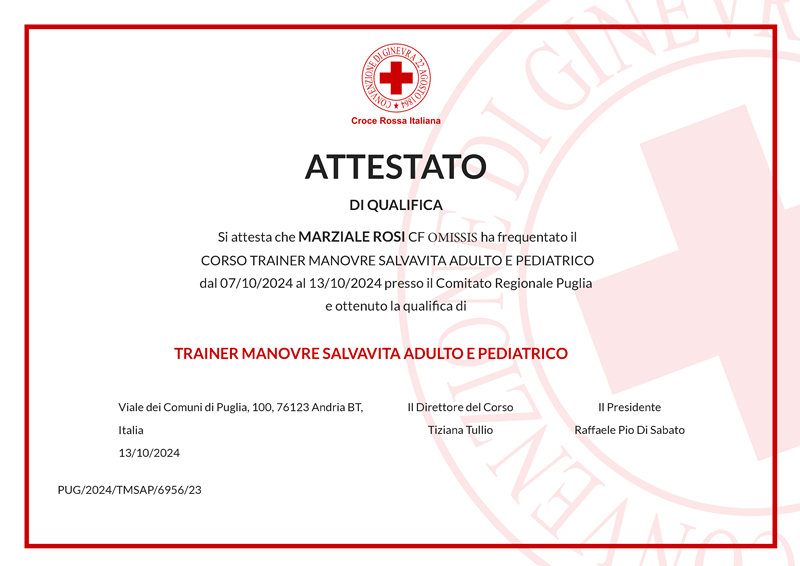 CONVENZIONE DI GINEVRA 22 AGOSTO 1864
Croce Rossa Italiana
ATTESTATO
DI QUALIFICA
Si attesta che MARZIALE ROSI CF OMISSIS ha frequentato il
CORSO TRAINER MANOVRE SALVAVITA ADULTO E PEDIATRICO
dal 07/10/2024 al 13/10/2024 presso il Comitato Regionale Puglia
e ottenuto la qualifica di
TRAINER MANOVRE SALVAVITA ADULTO E PEDIATRICO
Viale dei Comuni di Puglia, 100, 76123 Andria BT,
Italia
13/10/2024
Il Direttore del Corso
Tiziana Tullio
Il Presidente
Raffaele Pio Di Sabato
PUG/2024/TMSAP/6956/23
CONVENZIONE DI GINEVRA